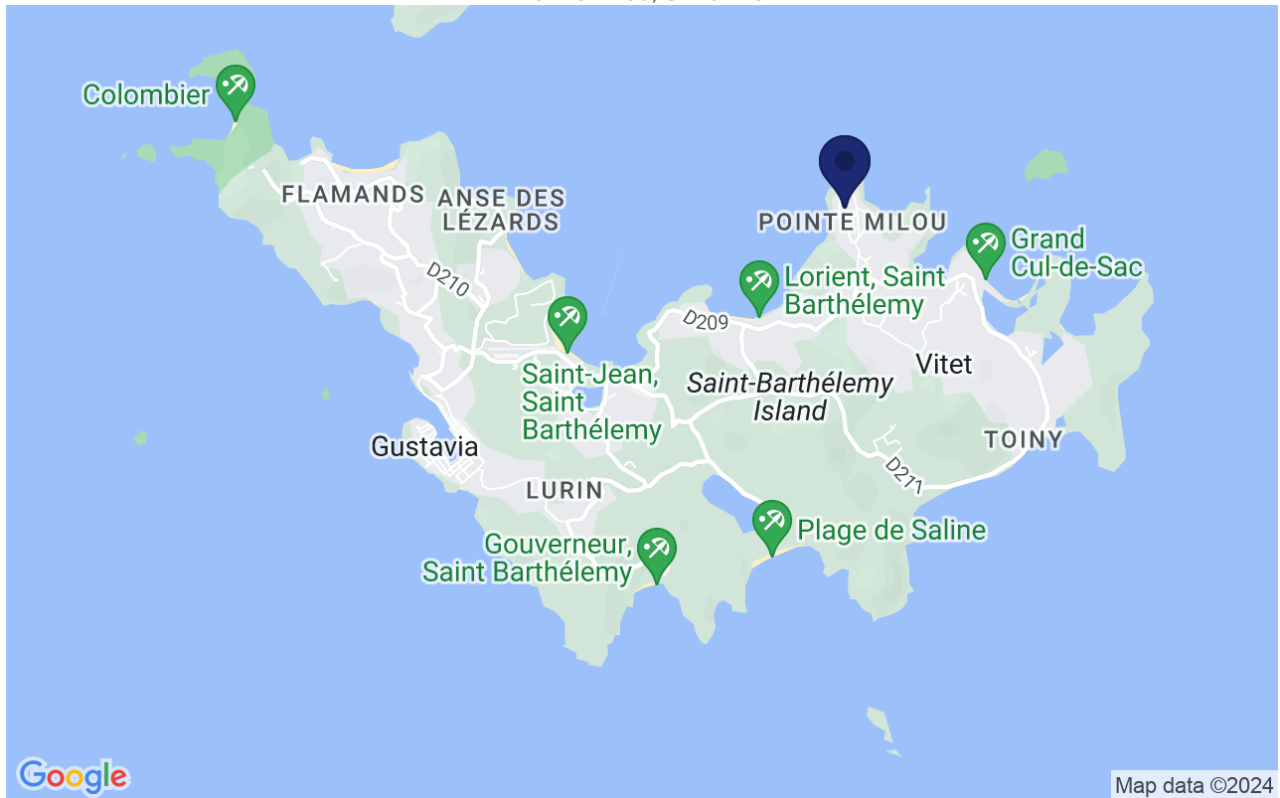 Colombier
FLAMANDS
ANSE DES
LÉZARDS
POINTE MILOU
Grand
Cul-de-Sac
D210
Lorient, Saint
Barthélemy
D209
Saint-Jean,
Saint
Barthélemy
Saint-Barthélemy
Island
Vitet
Gustavia
TOINY
LURIN
D211
Plage de Saline
Gouverneur,
Saint Barthélemy
Google
Map data ©2024